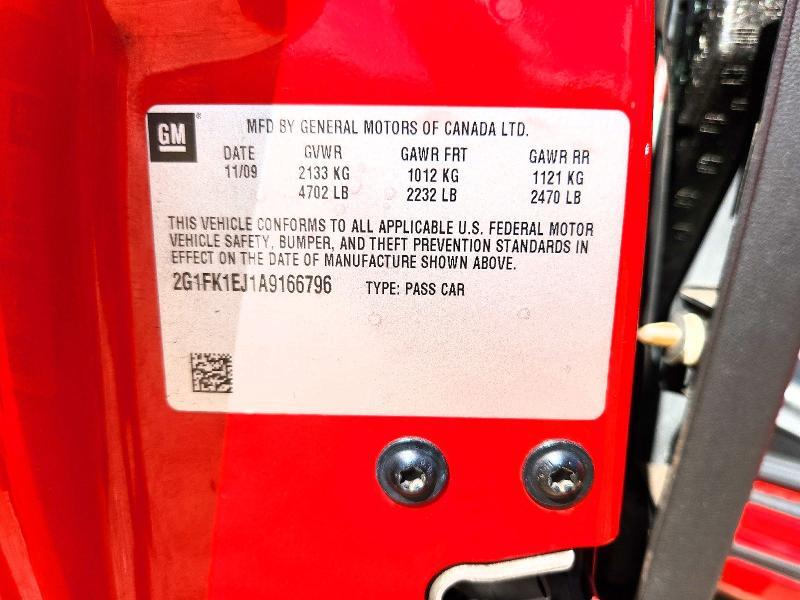 GM ® MFD BY GENERAL MOTORS OF CANADA LTD.
DATE GVWR GAWR FRT GAWR RR
11/09 2133 KG 1012 KG 1121 KG
4702 LB 2232 LB 2470 LB
THIS VEHICLE CONFORMS TO ALL APPLICABLE U.S. FEDERAL MOTOR
VEHICLE SAFETY, BUMPER, AND THEFT PREVENTION STANDARDS IN
EFFECT ON THE DATE OF MANUFACTURE SHOWN ABOVE.
2G1FK1EJ1A9166796 TYPE: PASS CAR